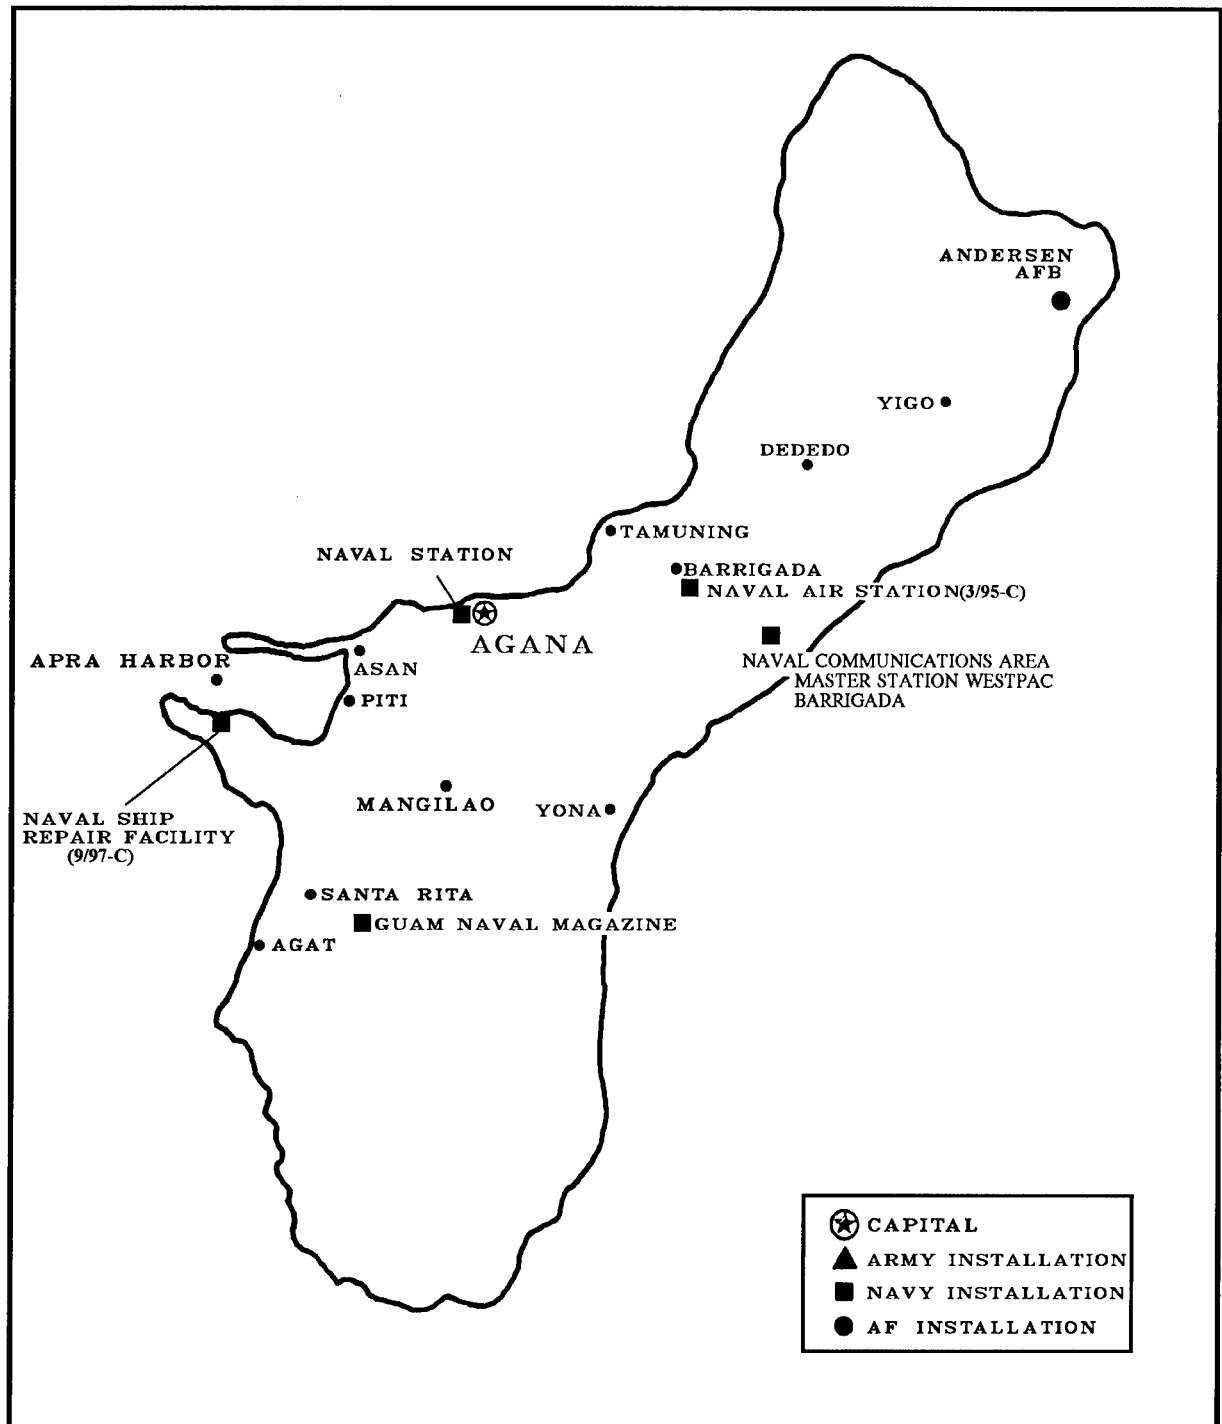 ANDERSEN
AFB
YIGO
DEDEDO
TAMUNING
NAVAL STATION
BARRIGADA
NAVAL AIR STATION(3/95-C)
AGANA
APRA HARBOR
ASAN
NAVAL COMMUNICATIONS AREA
MASTER STATION WESTPAC
BARRIGADA
PITI
MANGILAO
YONA
NAVAL SHIP
REPAIR FACILITY
(9/97-C)
SANTA RITA
GUAM NAVAL MAGAZINE
AGAT
CAPITAL
ARMY INSTALLATION
NAVY INSTALLATION
AF INSTALLATION